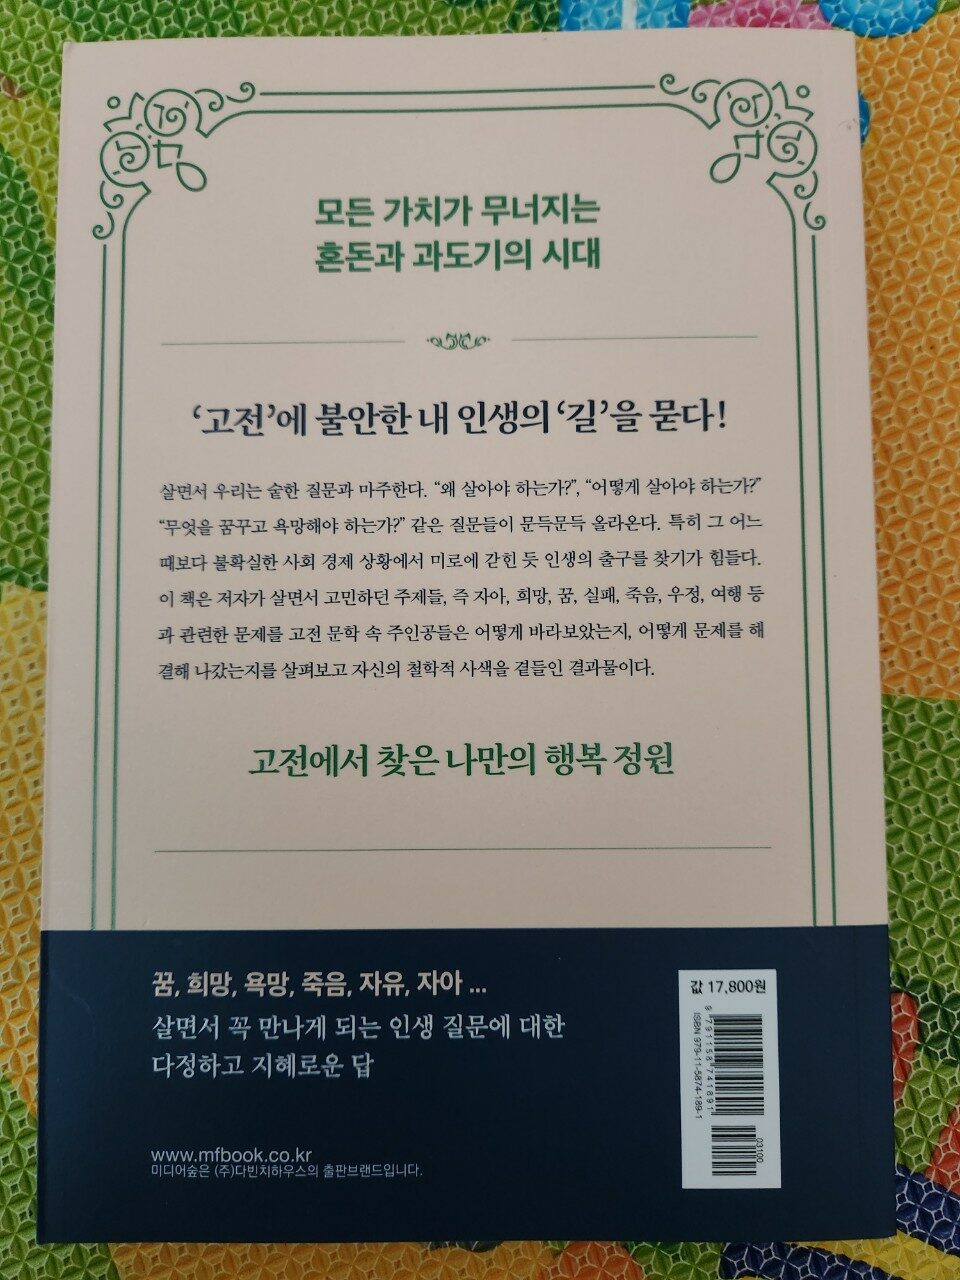 모든 가치가 무너지는
혼돈과 과도기의 시대
‘고전’에 불안한 내 인생의 ‘길’을 묻다!
살면서 우리는 숱한 질문과 마주한다. “왜 살아야 하는가?”, “어떻게 살아야 하는가?”
“무엇을 꿈꾸고 욕망해야 하는가?” 같은 질문들이 문득문득 올라온다. 특히 그 어느
때보다 불확실한 사회 경제 상황에서 미로에 갇힌 듯 인생의 출구를 찾기가 힘들다.
이 책은 저자가 살면서 고민하던 주제들, 즉 자아, 희망, 꿈, 실패, 죽음, 우정, 여행 등
과 관련한 문제를 고전 문학 속 주인공들은 어떻게 바라보았는지, 어떻게 문제를 해
결해 나갔는지를 살펴보고 자신의 철학적 사색을 곁들인 결과물이다.
고전에서 찾은 나만의 행복 정원
꿈, 희망, 욕망, 죽음, 자유, 자아 ...
살면서 꼭 만나게 되는 인생 질문에 대한
다정하고 지혜로운 답
www.mfbook.co.kr
미디어숲은 (주)다빈치하우스의 출판브랜드입니다.
값 17,800원
9 791158 741891
ISBN 979-11-5874-189-1
03100